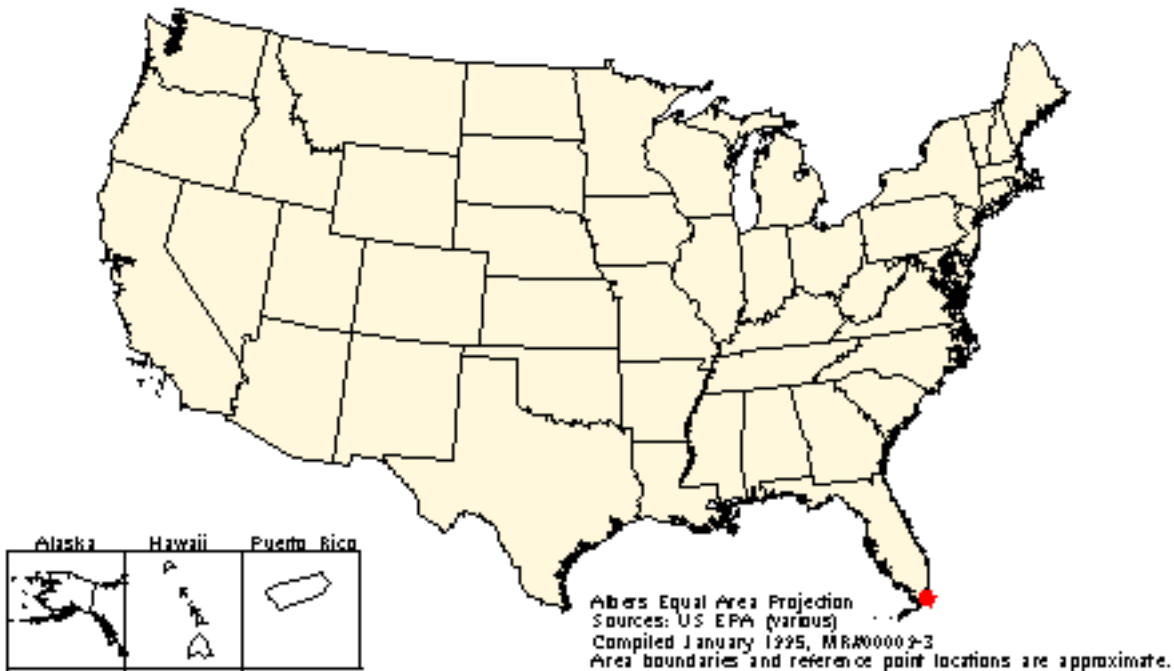 Alaska Hawaii Puerto Rico
Albers Equal Area Projection
Sources: US EPA (various)
Compiled January 1995, MR#00009-3
Area boundaries and reference point locations are approximate.